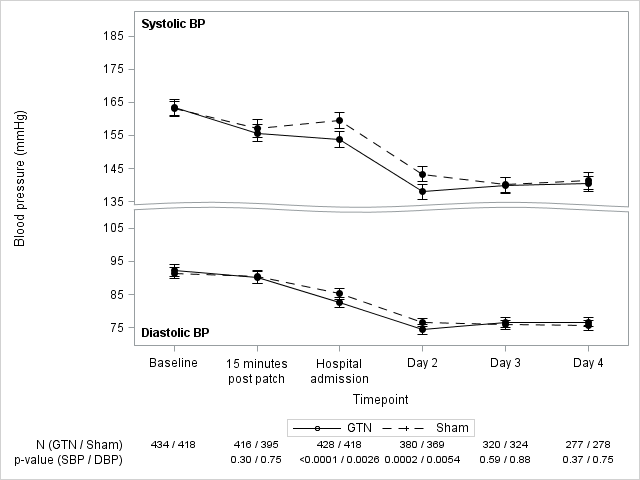 Systolic BP
185
175
165
155
145
135
Blood pressure (mmHg)
105
95
85
75
Diastolic BP
Baseline 15 minutes post patch Hospital admission Day 2 Day 3 Day 4
Timepoint
GTN Sham
N (GTN / Sham) 434 / 418 416 / 395 428 / 418 380 / 369 320 / 324 277 / 278
p-value (SBP / DBP) 0.30 / 0.75 <0.0001 / 0.0026 0.0002 / 0.0054 0.59 / 0.88 0.37 / 0.75